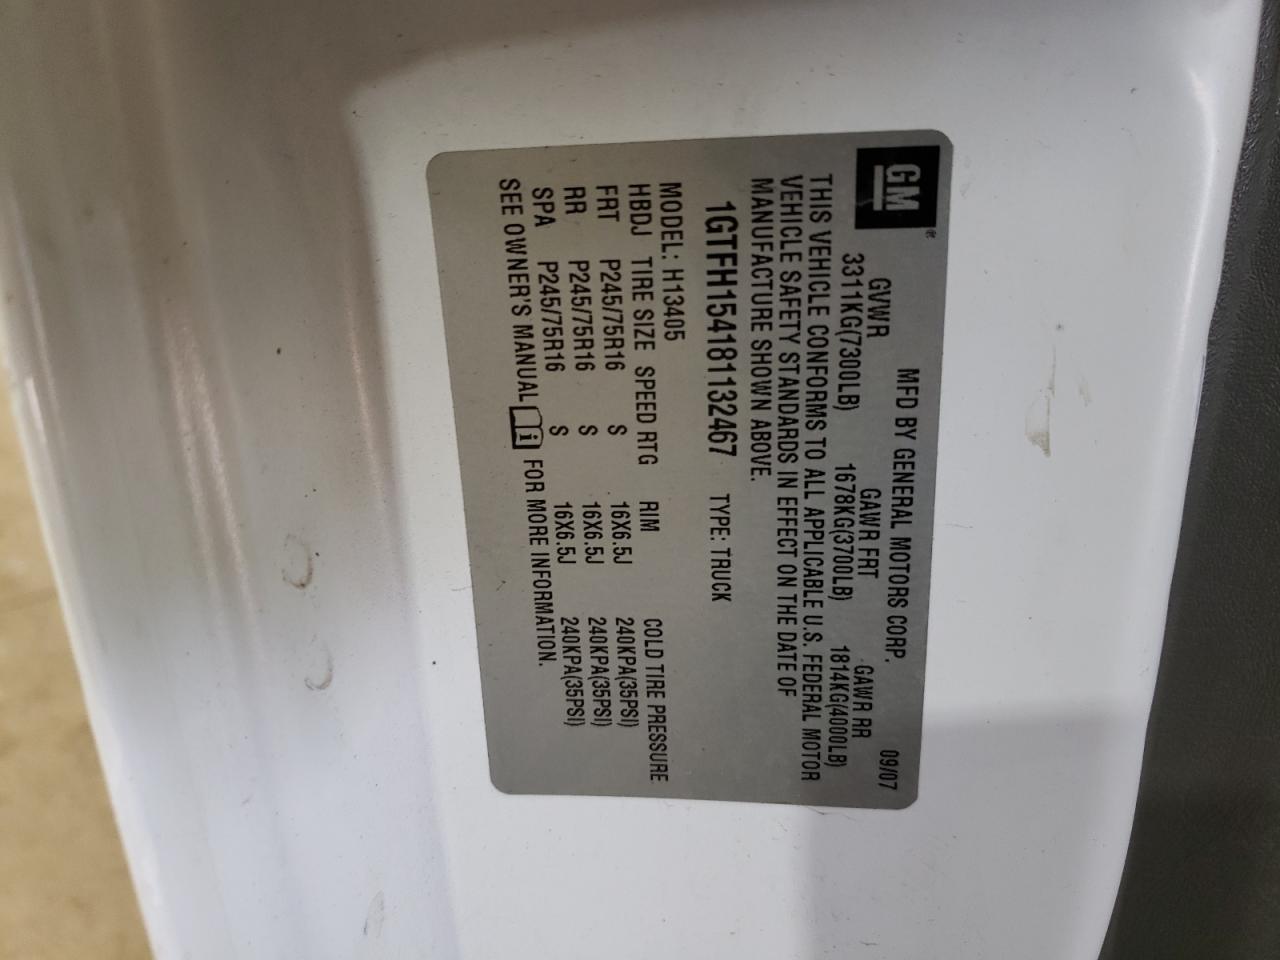 GM®
MFD BY GENERAL MOTORS CORP. 09/07
GVWR GAWR FRT GAWR RR
3311KG(7300LB) 1678KG(3700LB) 1814KG(4000LB)
THIS VEHICLE CONFORMS TO ALL APPLICABLE U.S. FEDERAL MOTOR
VEHICLE SAFETY STANDARDS IN EFFECT ON THE DATE OF
MANUFACTURE SHOWN ABOVE.
1GTFH154181132467 TYPE: TRUCK
MODEL: H13405
HBDJ TIRE SIZE SPEED RTG RIM COLD TIRE PRESSURE
FRT P245/75R16 S 16X6.5J 240KPA(35PSI)
RR P245/75R16 S 16X6.5J 240KPA(35PSI)
SPA P245/75R16 S 16X6.5J 240KPA(35PSI)
SEE OWNER'S MANUAL i FOR MORE INFORMATION.